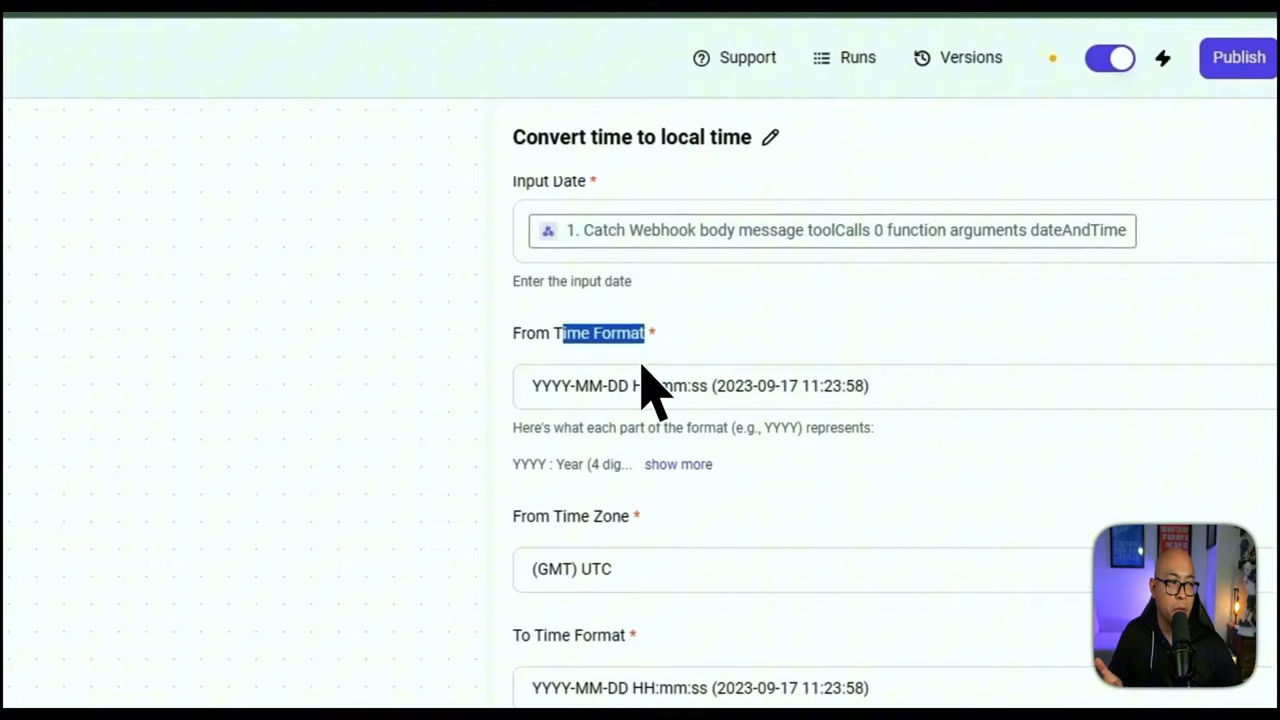 Support Runs Versions Publish
Convert time to local time
Input Date *
1. Catch Webhook body message toolCalls 0 function arguments dateAndTime
Enter the input date
From Time Format *
YYYY-MM-DD HH:mm:ss (2023-09-17 11:23:58)
Here's what each part of the format (e.g., YYYY) represents:
YYYY : Year (4 dig... show more
From Time Zone *
(GMT) UTC
To Time Format *
YYYY-MM-DD HH:mm:ss (2023-09-17 11:23:58)